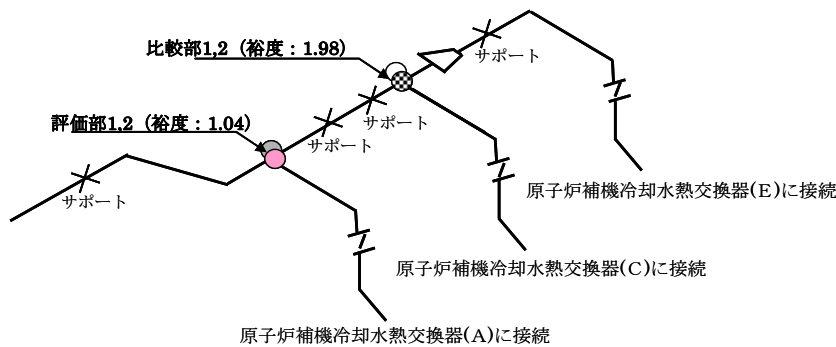 比較部1,2（裕度：1.98）
サポート
評価部1,2（裕度：1.04）
サポート
サポート
サポート
原子炉補機冷却水熱交換器(E)に接続
原子炉補機冷却水熱交換器(C)に接続
原子炉補機冷却水熱交換器(A)に接続